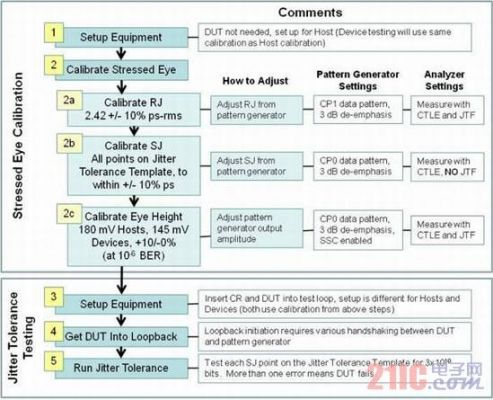 Comments
1
Setup Equipment
DUT not needed, set up for Host (Device testing will use same
calibration as Host calibration)
2
Calibrate Stressed Eye
How to Adjust
Pattern Generator
Settings
Analyzer
Settings
2a
Calibrate RJ
2.42 +/- 10% ps-rms
Adjust RJ from
pattern generator
CP1 data pattern,
3 dB de-emphasis
Measure with
CTLE and JTF
2b
Calibrate SJ
All points on Jitter
Tolerance Template, to
within +/- 10% ps
Adjust SJ from
pattern generator
CP0 data pattern,
3 dB de-emphasis
Measure with
CTLE, NO JTF
2c
Calibrate Eye Height
180 mV Hosts, 145 mV
Devices, +10/-0%
(at 10⁻⁶ BER)
Adjust pattern
generator output
amplitude
CP0 data pattern,
3 dB de-emphasis,
SSC enabled
Measure with
CTLE and JTF
Stressed Eye Calibration
3
Setup Equipment
Insert CR and DUT into test loop, setup is different for Hosts
and Devices (both use calibration from above steps)
4
Get DUT Into Loopback
Loopback initiation requires various handshaking between DUT
and pattern generator
5
Run Jitter Tolerance
Test each SJ point on the Jitter Tolerance Template for 3x10¹⁰
bits. More than one error means DUT fails.
Jitter Tolerance
Testing
21IC电子网